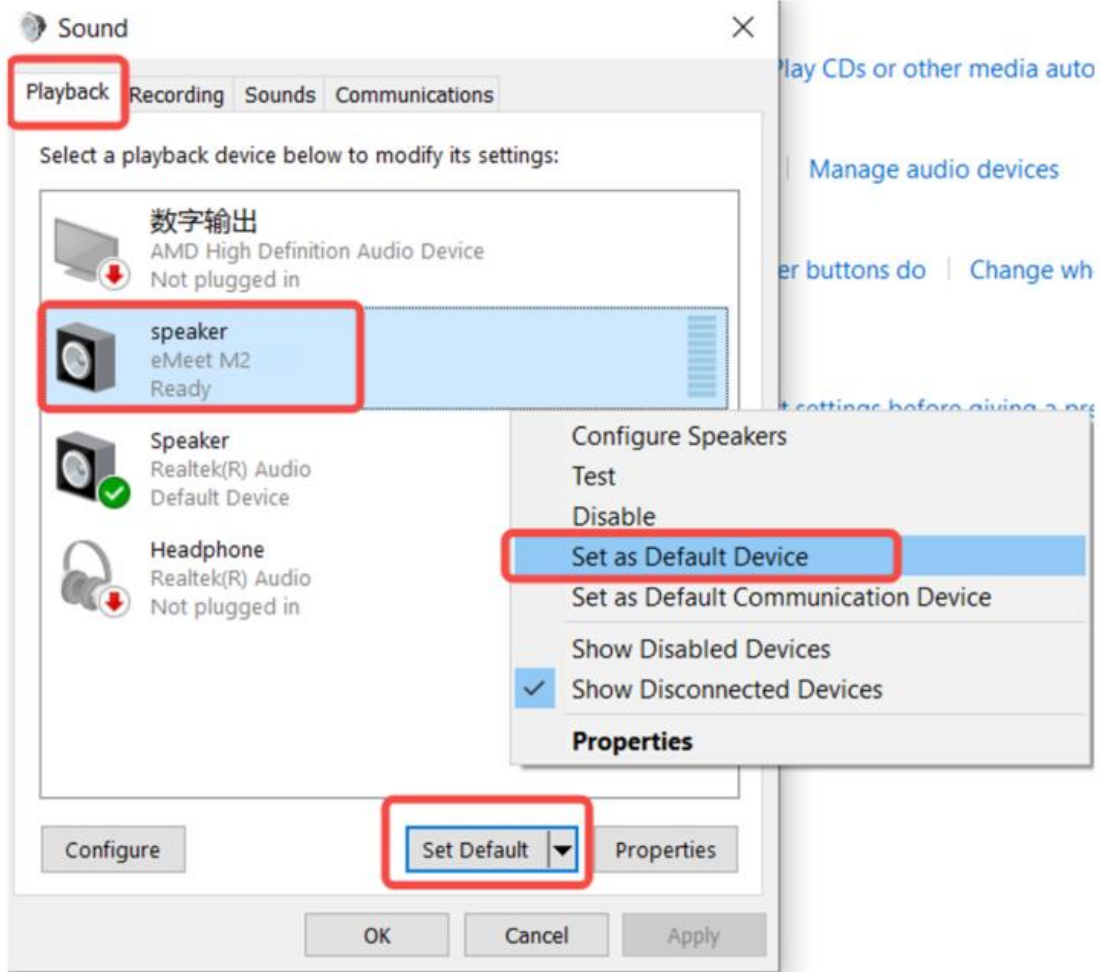 Sound
Playback
Recording
Sounds
Communications
Select a playback device below to modify its settings:
数字输出
AMD High Definition Audio Device
Not plugged in
speaker
eMeet M2
Ready
Speaker
Realtek(R) Audio
Default Device
Headphone
Realtek(R) Audio
Not plugged in
Configure Speakers
Test
Disable
Set as Default Device
Set as Default Communication Device
Show Disabled Devices
Show Disconnected Devices
Properties
Configure
Set Default
Properties
OK
Cancel
Apply
Play CDs or other media auto
Manage audio devices
er buttons do
Change wh
t settings before giving a pre